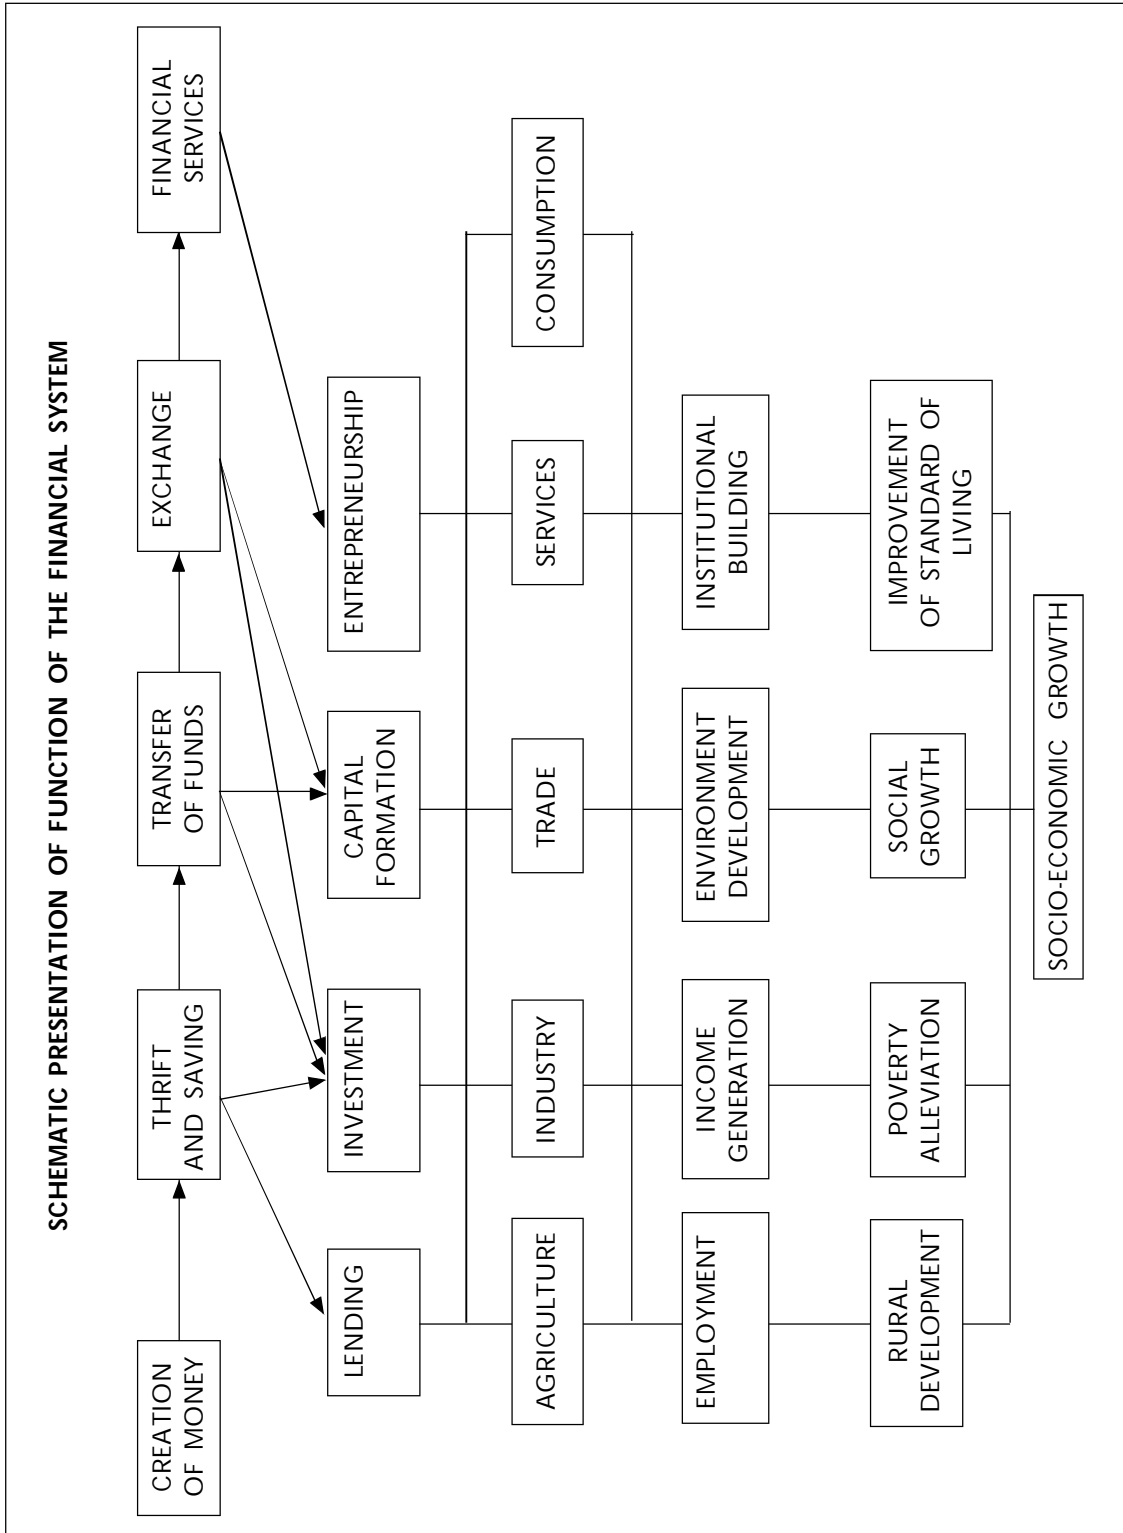 SCHEMATIC PRESENTATION OF FUNCTION OF THE FINANCIAL SYSTEM
CREATION
OF MONEY
THRIFT
AND SAVING
TRANSFER
OF FUNDS
EXCHANGE
FINANCIAL
SERVICES
LENDING
INVESTMENT
CAPITAL
FORMATION
ENTREPRENEURSHIP
AGRICULTURE
INDUSTRY
TRADE
SERVICES
CONSUMPTION
EMPLOYMENT
INCOME
GENERATION
ENVIRONMENT
DEVELOPMENT
INSTITUTIONAL
BUILDING
RURAL
DEVELOPMENT
POVERTY
ALLEVIATION
SOCIAL
GROWTH
IMPROVEMENT
OF STANDARD OF
LIVING
SOCIO-ECONOMIC GROWTH